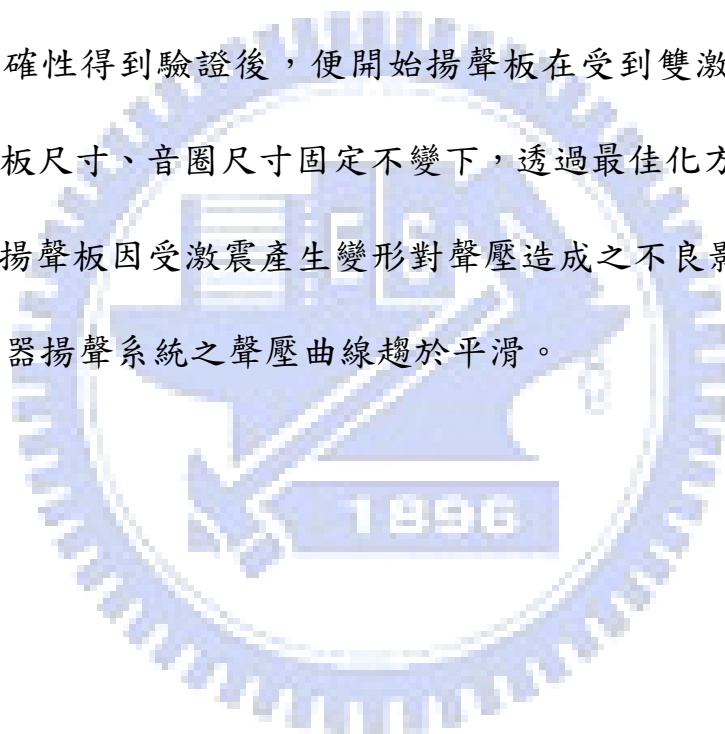 確性得到驗證後，便開始揚聲板在受到雙激
板尺寸、音圈尺寸固定不變下，透過最佳化方
揚聲板因受激震產生變形對聲壓造成之不良影
器揚聲系統之聲壓曲線趨於平滑。
ES
1896